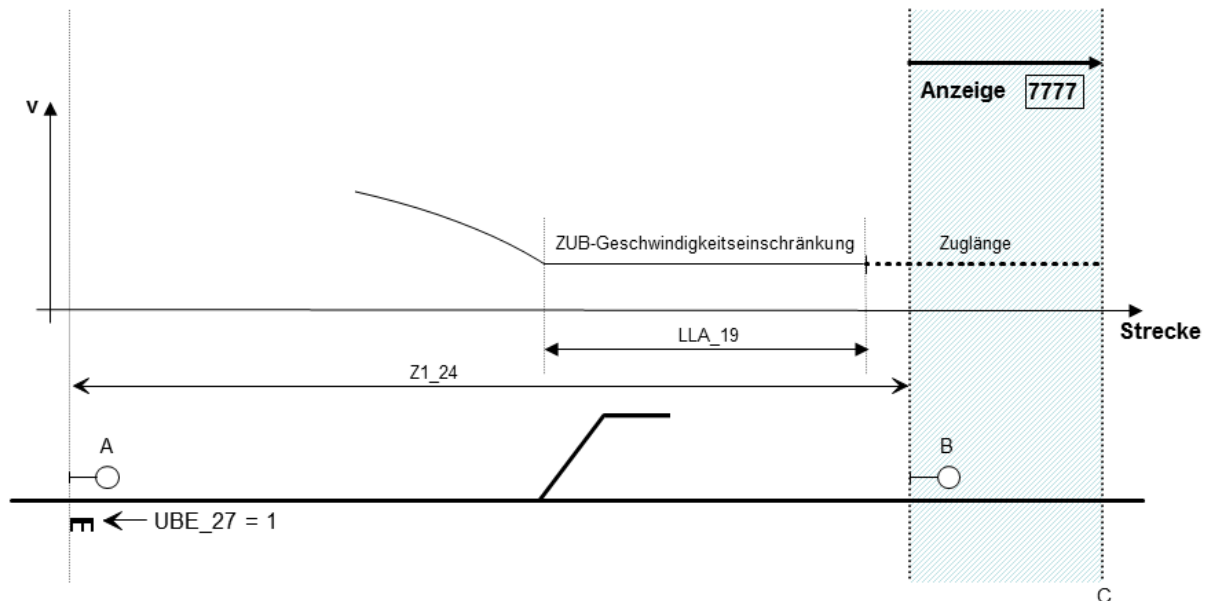 Anzeige 7777
v
ZUB-Geschwindigkeitseinschränkung
Zuglänge
Strecke
LLA_19
Z1_24
A
B
UBE_27 = 1
C